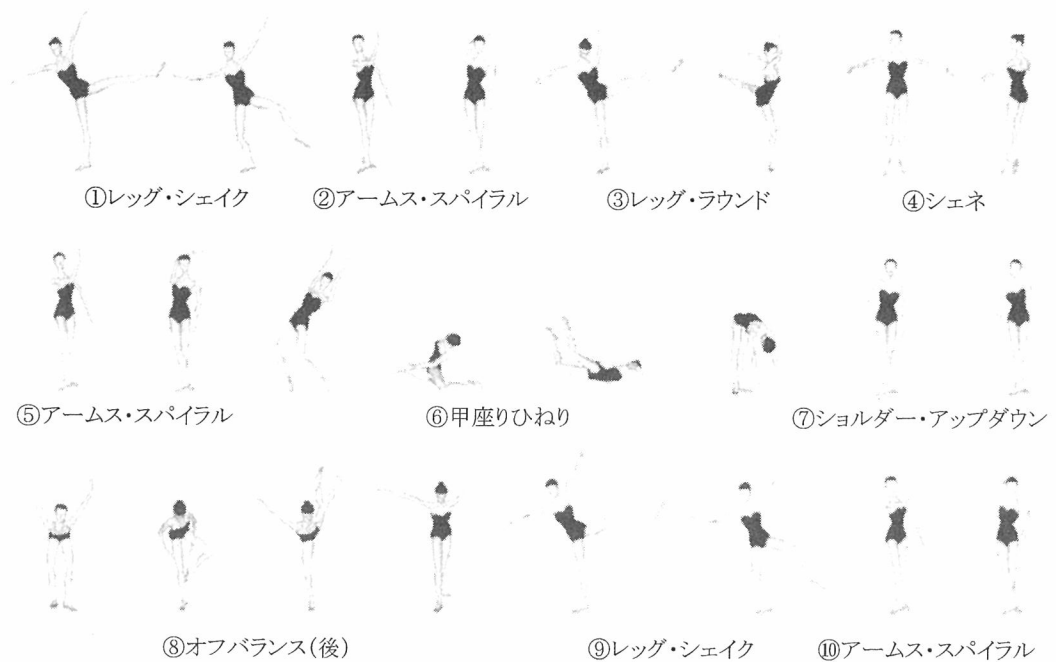 ①レッグ・シェイク
②アームス・スパイラル
③レッグ・ラウンド
④シェネ
⑤アームス・スパイラル
⑥甲座りひねり
⑦ショルダー・アップダウン
⑧オフバランス(後)
⑨レッグ・シェイク
⑩アームス・スパイラル